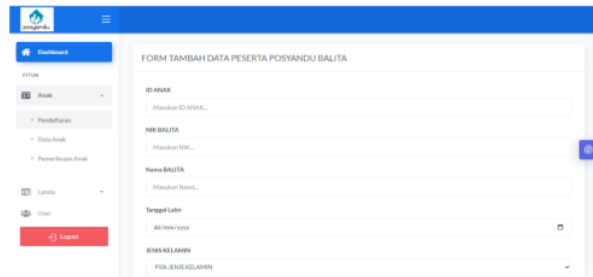 posyandu
Dashboard
FITUR
Anak
Pendaftaran
Data Anak
Pemeriksaan Anak
Lansia
User
Logout
FORM TAMBAH DATA PESERTA POSYANDU BALITA
ID ANAK
Masukan ID ANAK...
NIK BALITA
Masukan NIK...
Nama BALITA
Masukan Nama...
Tanggal Lahir
dd/mm/yyyy
JENIS KELAMIN
Pilih JENIS KELAMIN